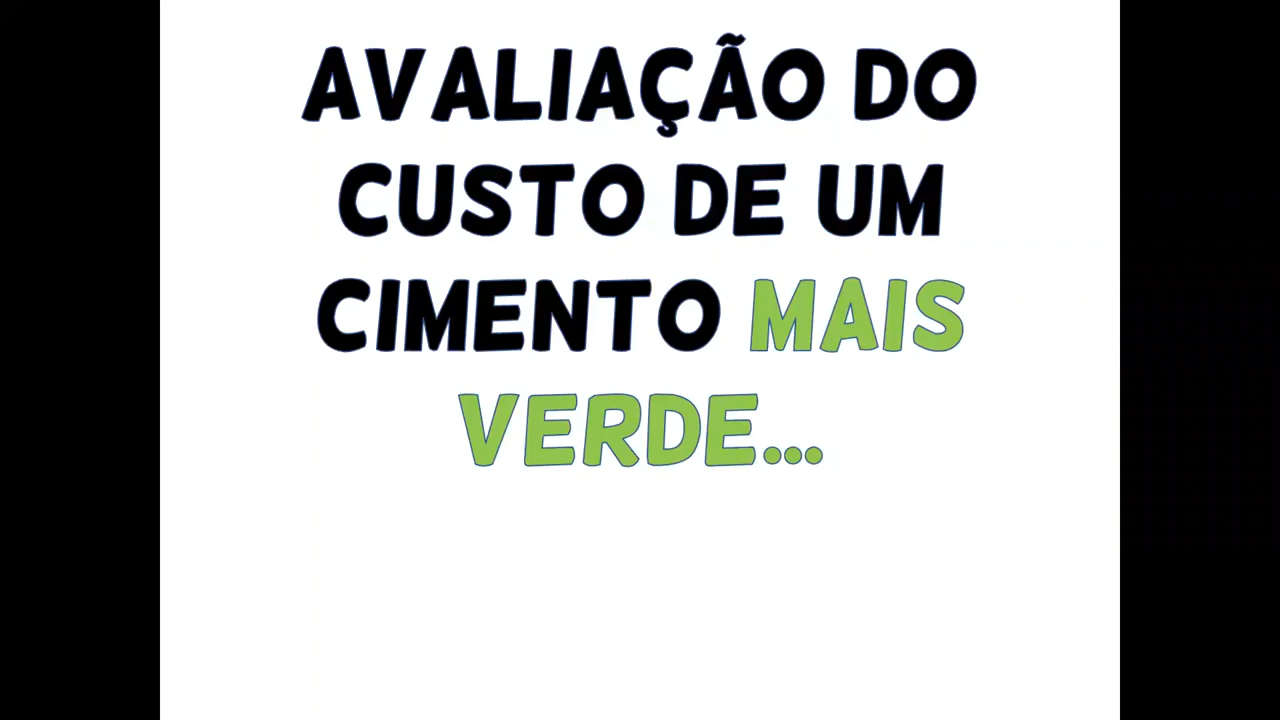 AVALIAÇÃO DO
CUSTO DE UM
CIMENTO MAIS
VERDE...